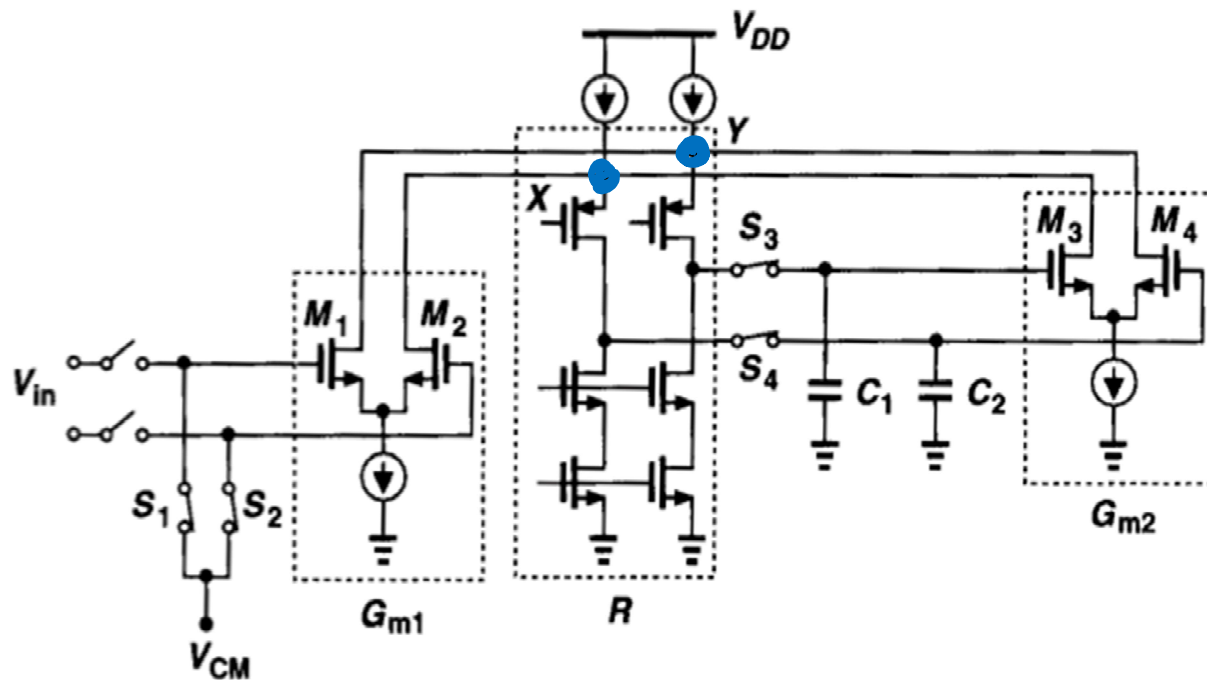 V_DD
Y
X
S_3
M_3
M_4
M_1
M_2
V_in
S_4
C_1
C_2
S_1
S_2
G_m2
G_m1
R
V_CM